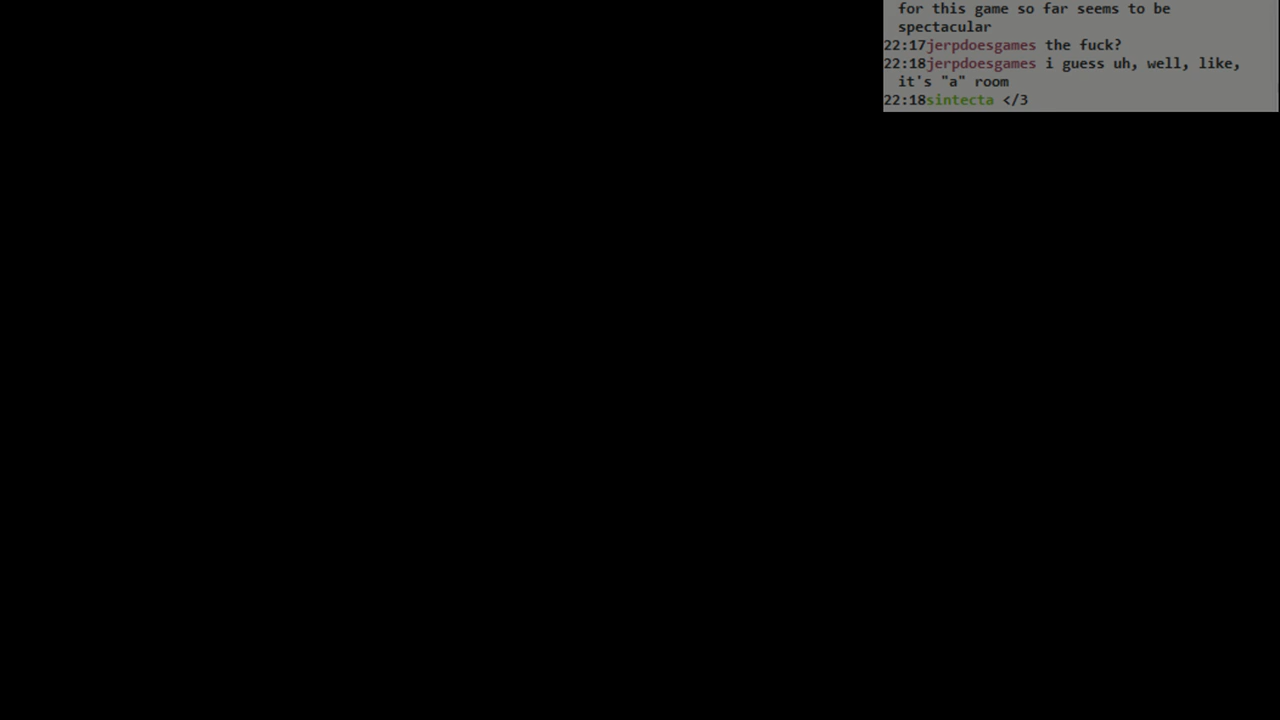 for this game so far seems to be
spectacular
22:17jerpdoesgames the fuck?
22:18jerpdoesgames i guess uh, well, like,
it's "a" room
22:18sintecta </3